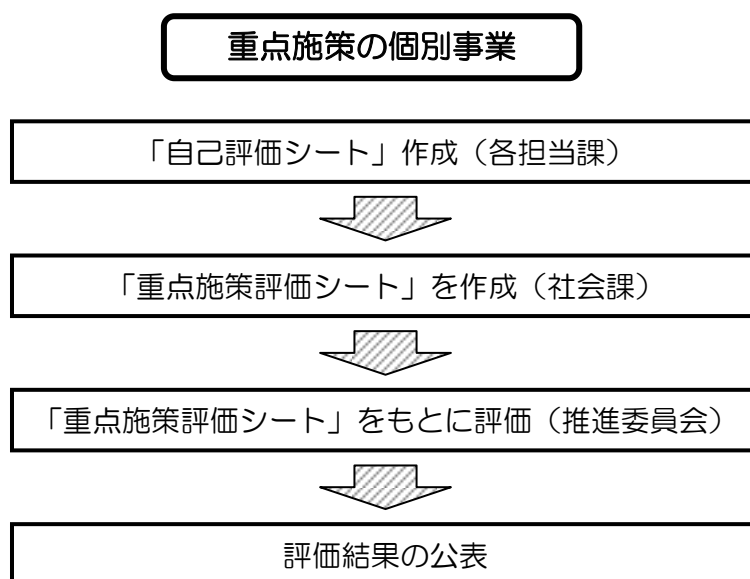 重点施策の個別事業
「自己評価シート」作成（各担当課）
「重点施策評価シート」を作成（社会課）
「重点施策評価シート」をもとに評価（推進委員会）
評価結果の公表